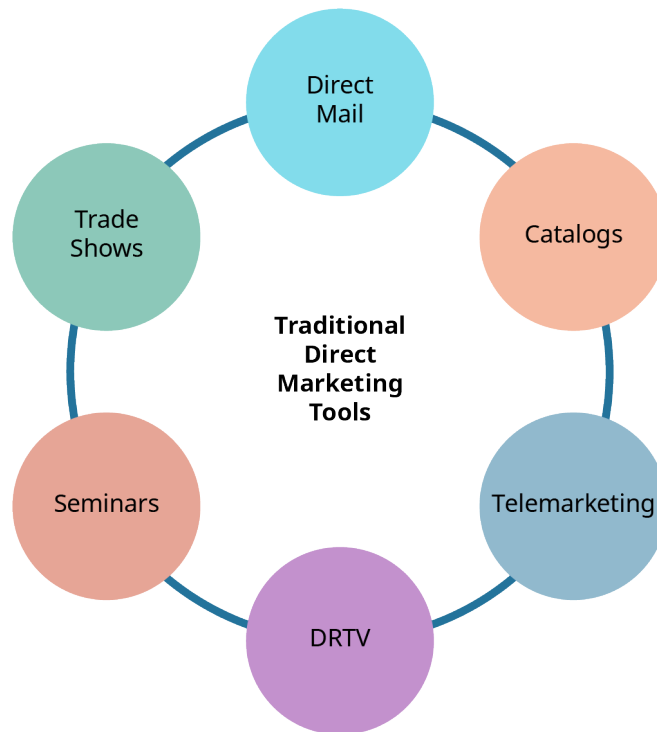 Direct
Mail
Trade
Shows
Catalogs
Traditional
Direct
Marketing
Tools
Seminars
Telemarketing
DRTV